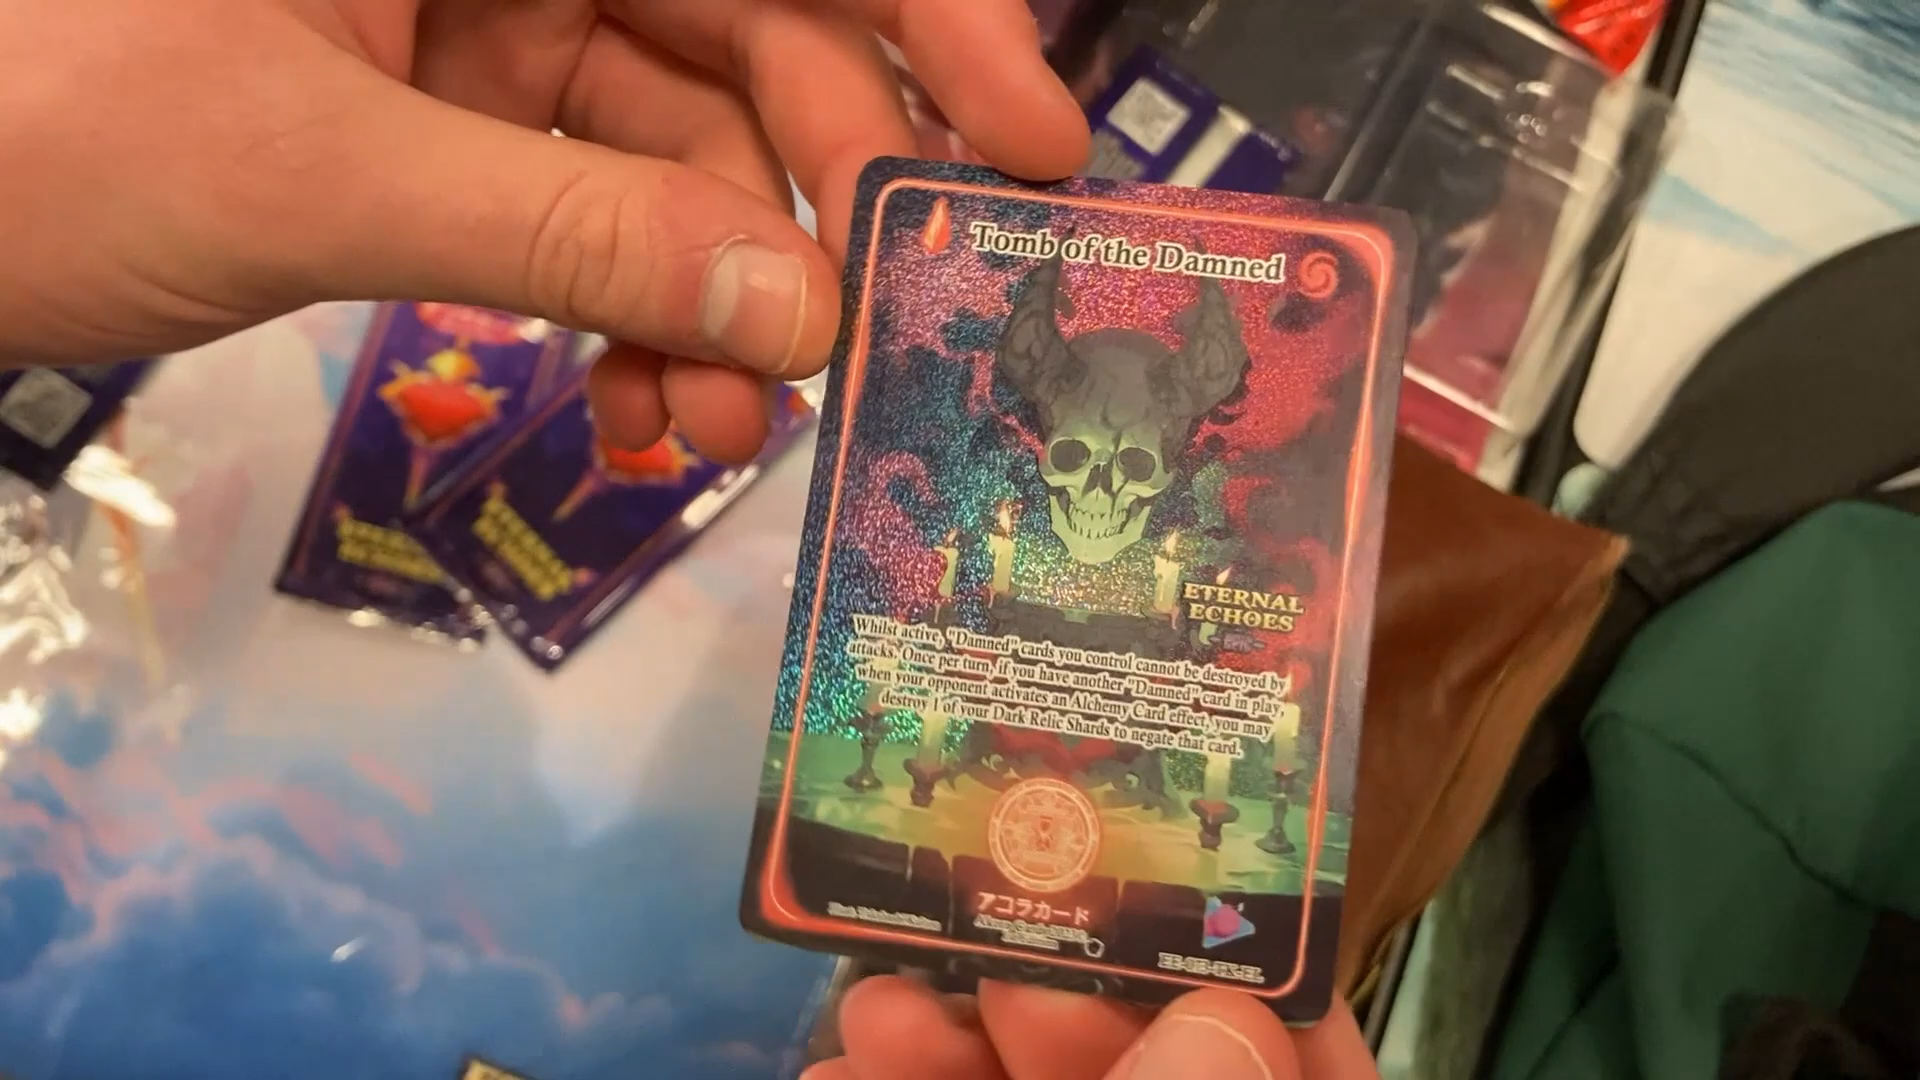 Tomb of the Damned
ETERNAL
ECHOES
Whilst active, "Damned" cards you control cannot be destroyed by
attacks. Once per turn, if you have another "Damned" card in play,
when your opponent activates an Alchemy Card effect, you may
destroy 1 of your Dark Relic Shards to negate that card.
アコラカード
ETERNAL
ECHOES